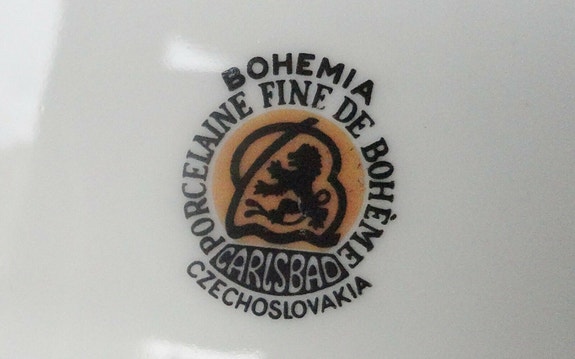 BOHEMIA
PORCELAINE FINE DE BOHÊME
CARLSBAD
CZECHOSLOVAKIA